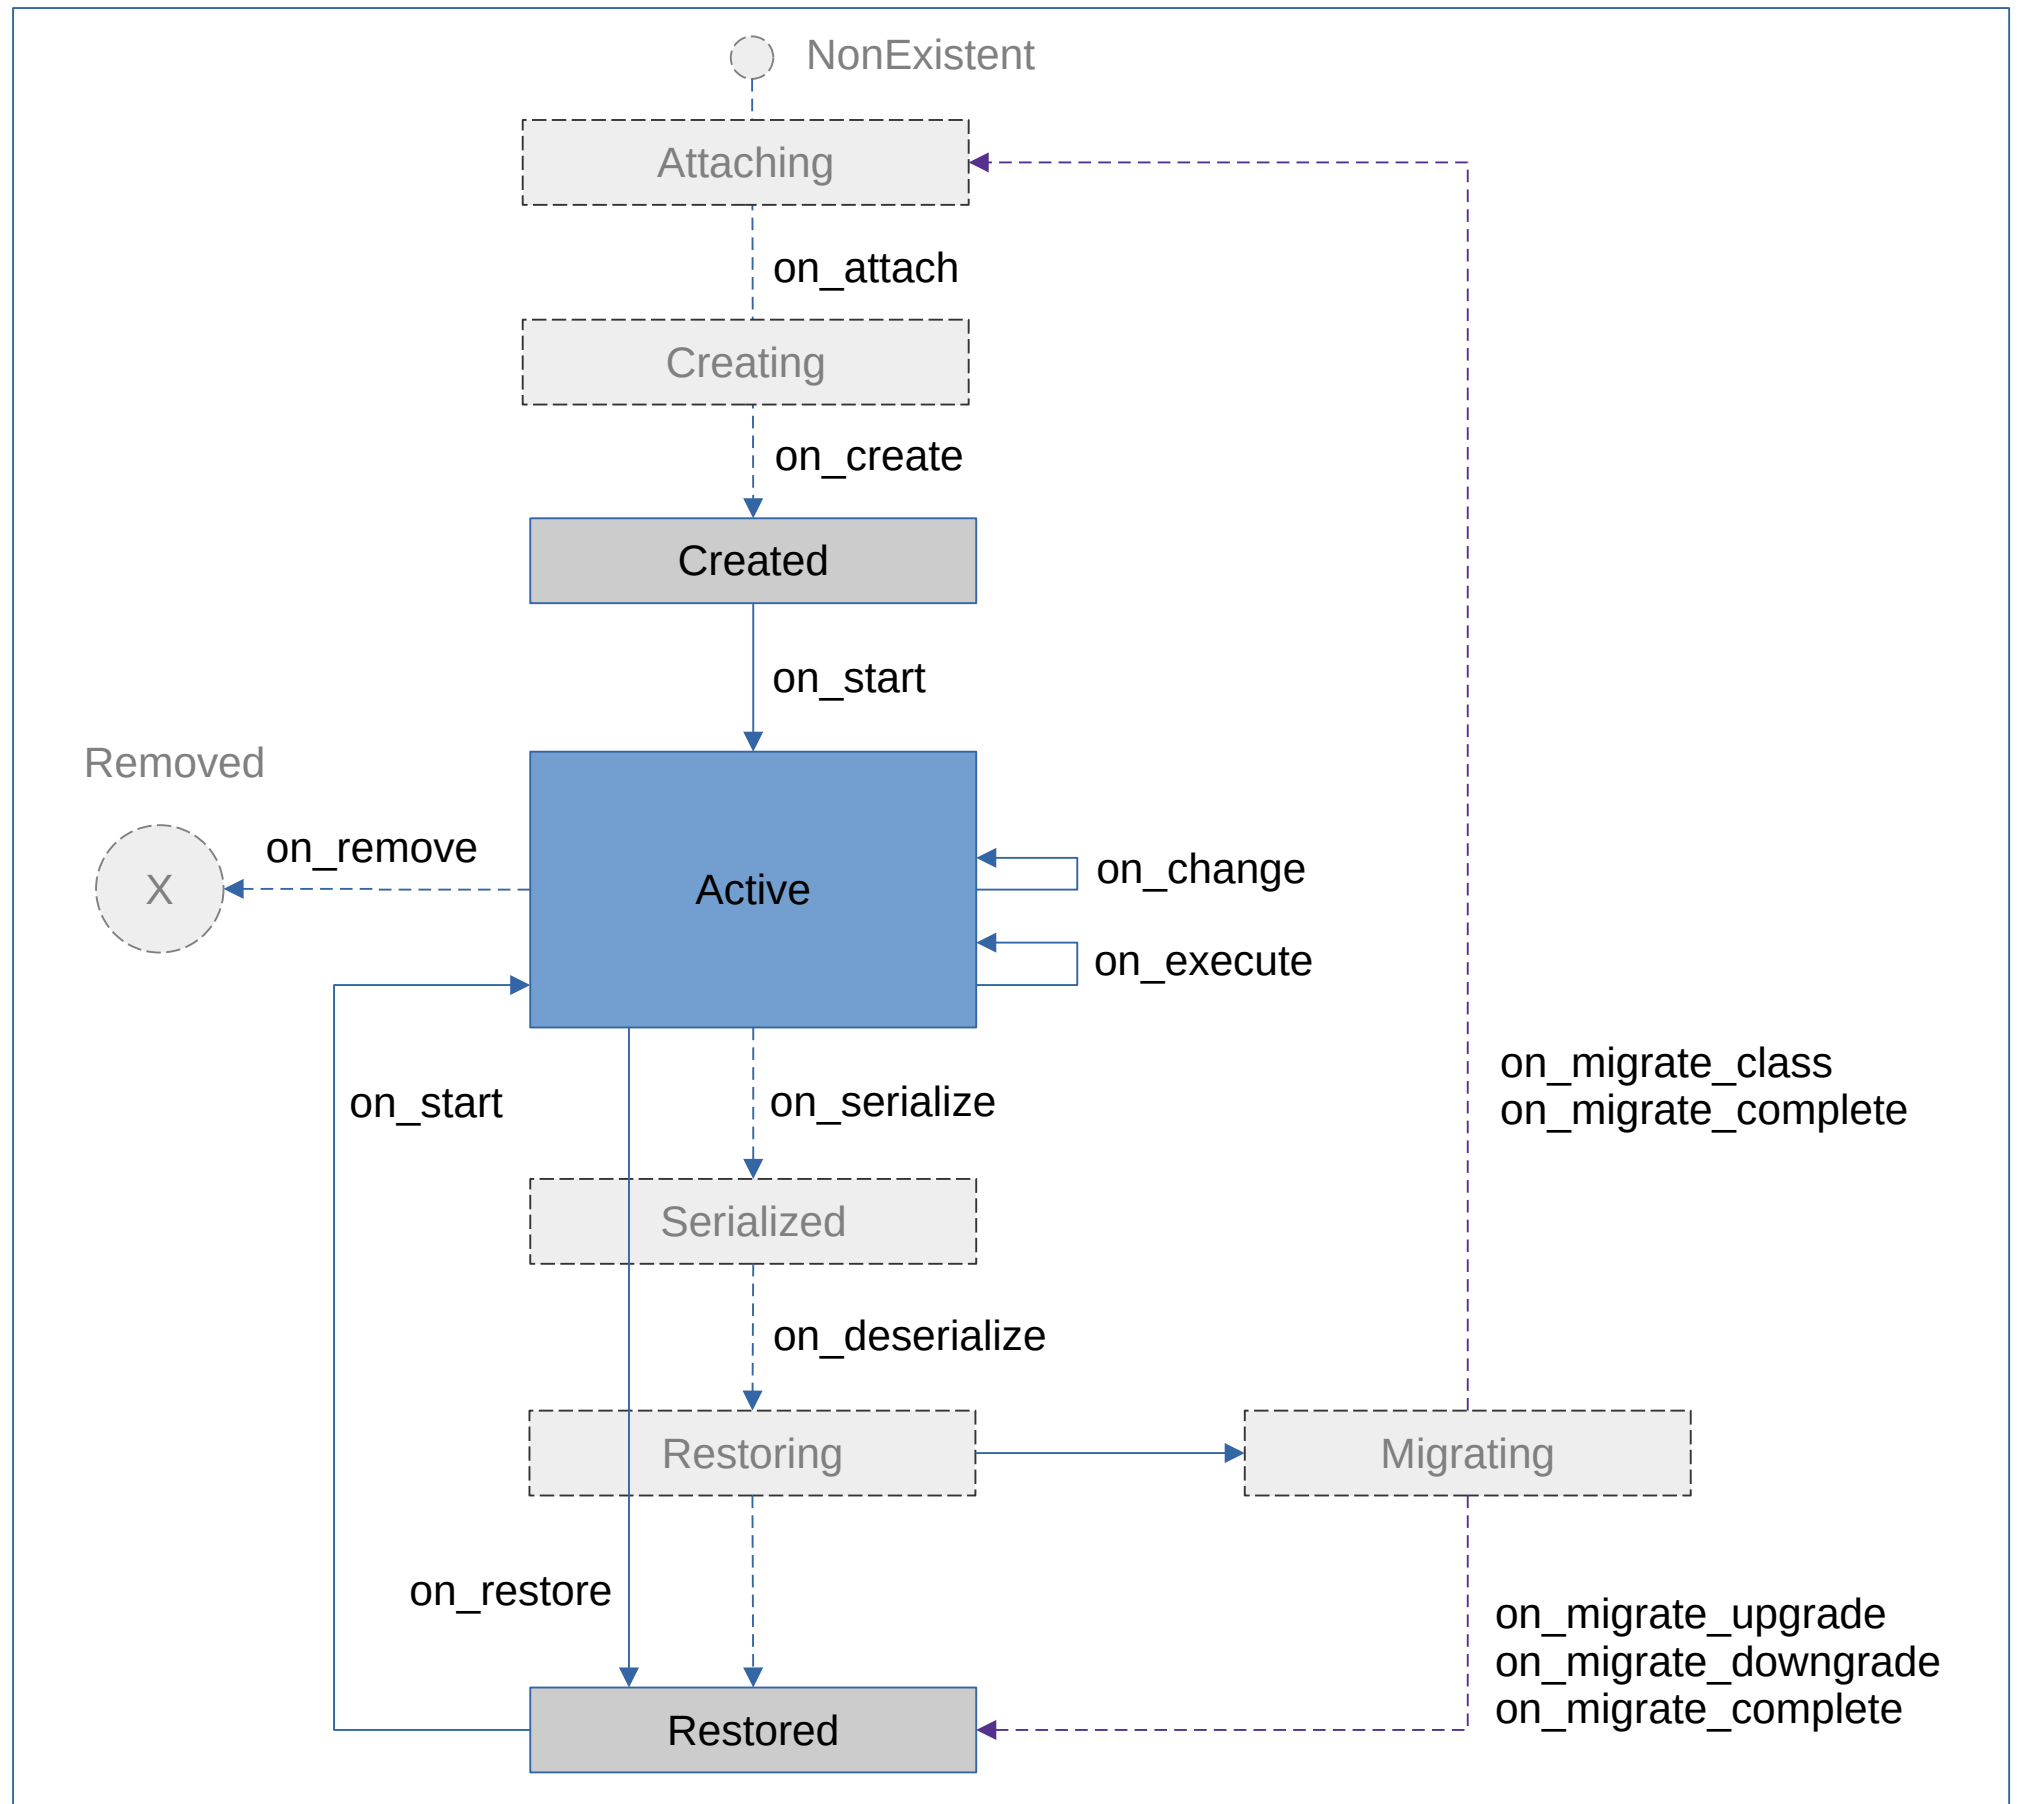 NonExistent
Attaching
on_attach
Creating
on_create
Created
on_start
Removed
on_remove
X
Active
on_change
on_execute
on_start
on_serialize
on_migrate_class
on_migrate_complete
Serialized
on_deserialize
Restoring
Migrating
on_restore
on_migrate_upgrade
on_migrate_downgrade
on_migrate_complete
Restored